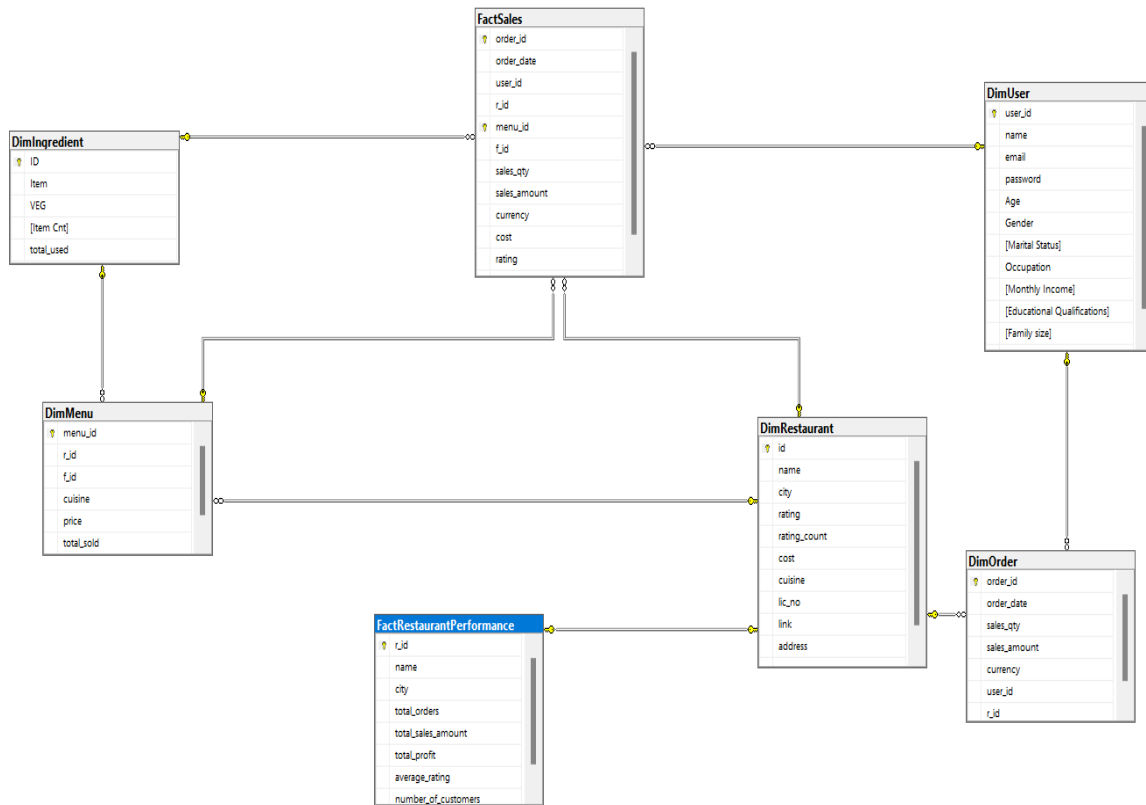 FactSales
order_id
order_date
user_id
r_id
menu_id
f_id
sales_qty
sales_amount
currency
cost
rating
DimUser
user_id
name
email
password
Age
Gender
[Marital Status]
Occupation
[Monthly Income]
[Educational Qualifications]
[Family size]
DimIngredient
ID
Item
VEG
[Item Cnt]
total_used
DimMenu
menu_id
r_id
f_id
cuisine
price
total_sold
DimRestaurant
id
name
city
rating
rating_count
cost
cuisine
lic_no
link
address
DimOrder
order_id
order_date
sales_qty
sales_amount
currency
user_id
r_id
FactRestaurantPerformance
r_id
name
city
total_orders
total_sales_amount
total_profit
average_rating
number_of_customers